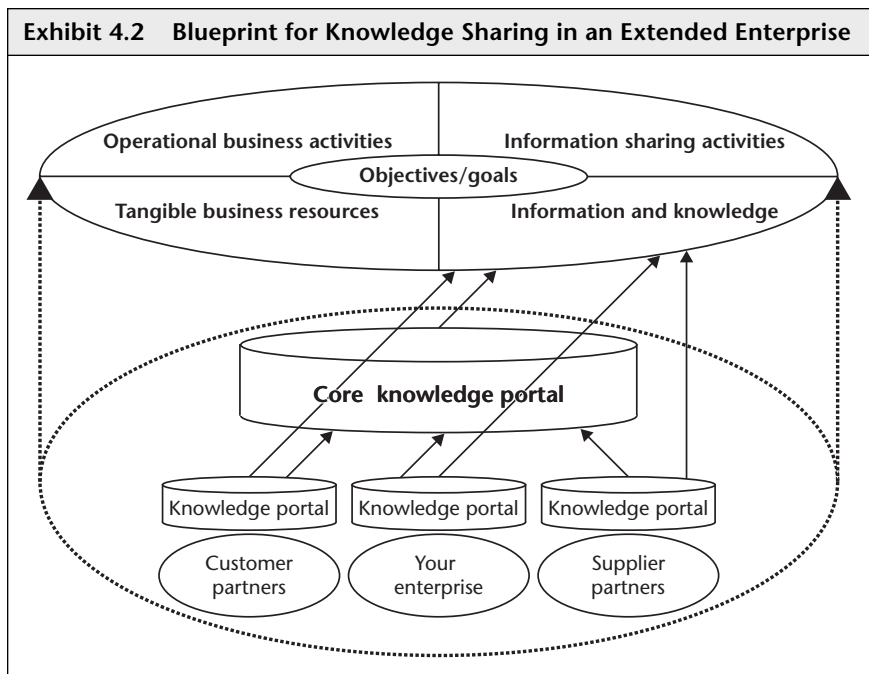 Exhibit 4.2 Blueprint for Knowledge Sharing in an Extended Enterprise
Operational business activities
Information sharing activities
Objectives/goals
Tangible business resources
Information and knowledge
Core knowledge portal
Knowledge portal
Knowledge portal
Knowledge portal
Customer
partners
Your
enterprise
Supplier
partners